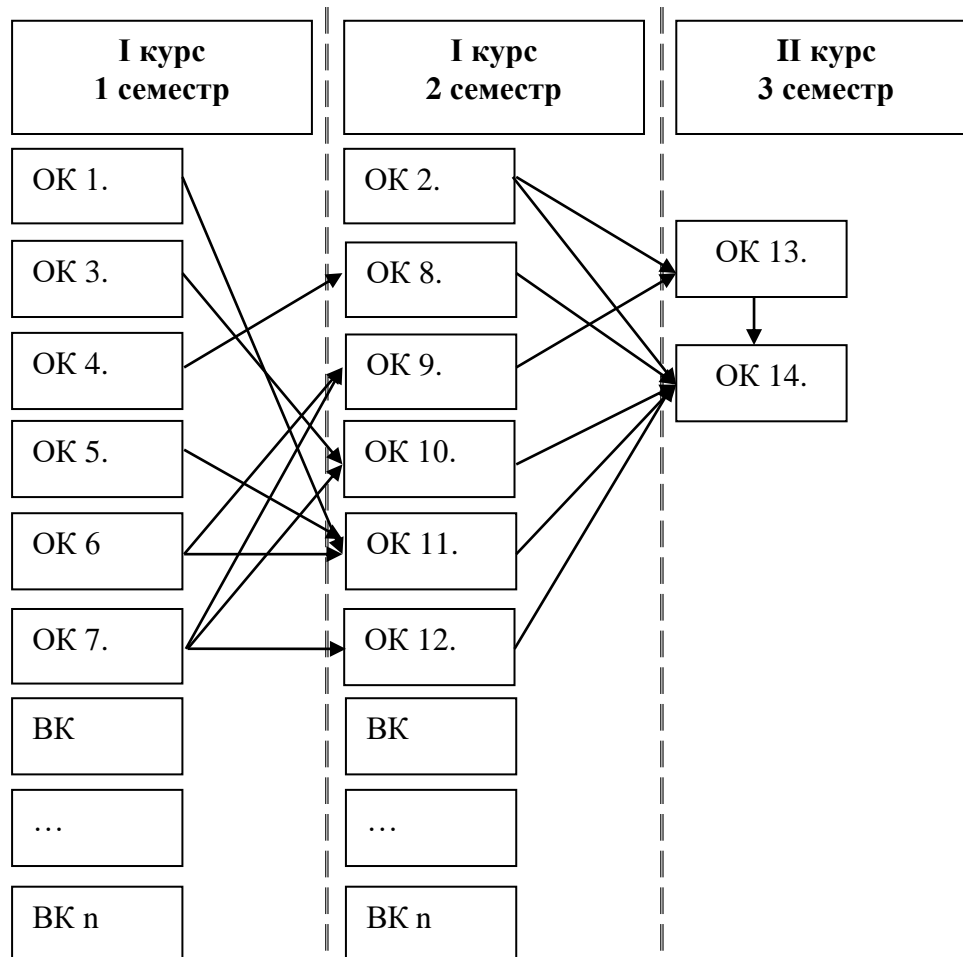 I курс
1 семестр
I курс
2 семестр
II курс
3 семестр
ОК 1.
ОК 3.
ОК 4.
ОК 5.
ОК 6
ОК 7.
ВК
…
ВК n
ОК 2.
ОК 8.
ОК 9.
ОК 10.
ОК 11.
ОК 12.
ВК
…
ВК n
ОК 13.
ОК 14.